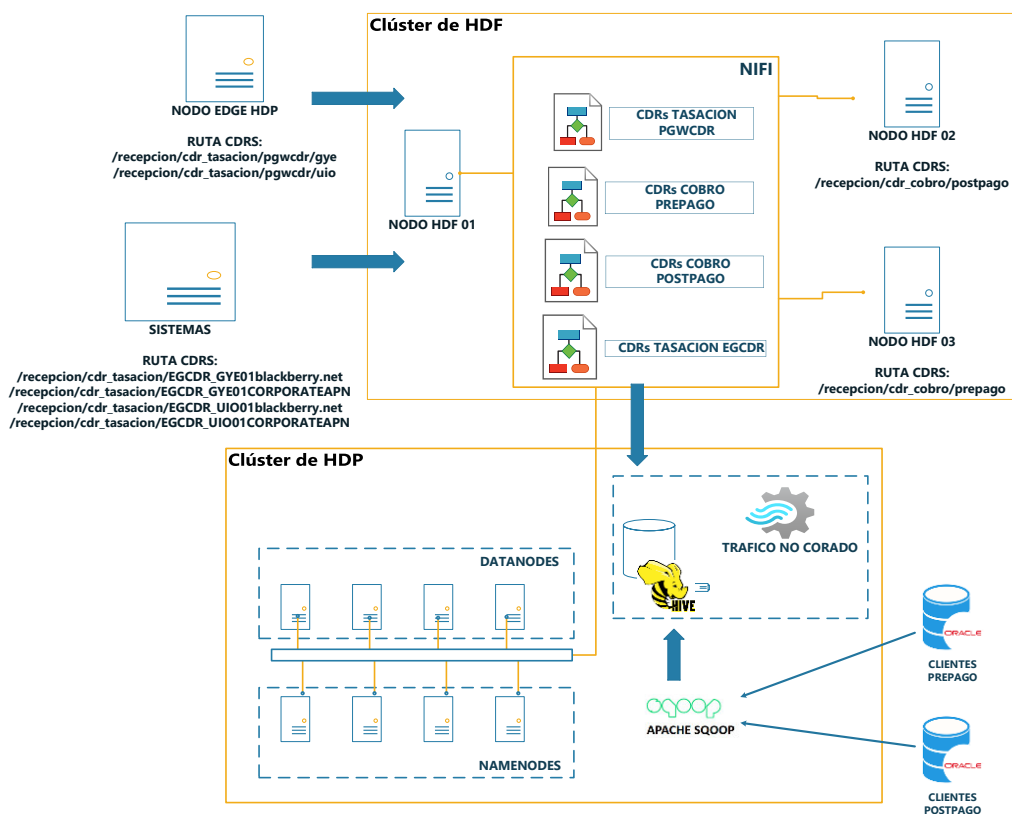 Clúster de HDF
NIFI
NODO EDGE HDP
RUTA CDRS:
/recepcion/cdr_tasacion/pgwcdr/gye
/recepcion/cdr_tasacion/pgwcdr/uio
NODO HDF 01
CDRs TASACION
PGWCDR
CDRs COBRO
PREPAGO
CDRs COBRO
POSTPAGO
CDRs TASACION EGCDR
NODO HDF 02
RUTA CDRS:
/recepcion/cdr_cobro/postpago
NODO HDF 03
RUTA CDRS:
/recepcion/cdr_cobro/prepago
SISTEMAS
RUTA CDRS:
/recepcion/cdr_tasacion/EGCDR_GYE01blackberry.net
/recepcion/cdr_tasacion/EGCDR_GYE01CORPORATEAPN
/recepcion/cdr_tasacion/EGCDR_UIO01blackberry.net
/recepcion/cdr_tasacion/EGCDR_UIO01CORPORATEAPN
Clúster de HDP
TRAFICO NO CORADO
HIVE
DATANODES
NAMENODES
sqoop
APACHE SQOOP
ORACLE
CLIENTES
PREPAGO
ORACLE
CLIENTES
POSTPAGO